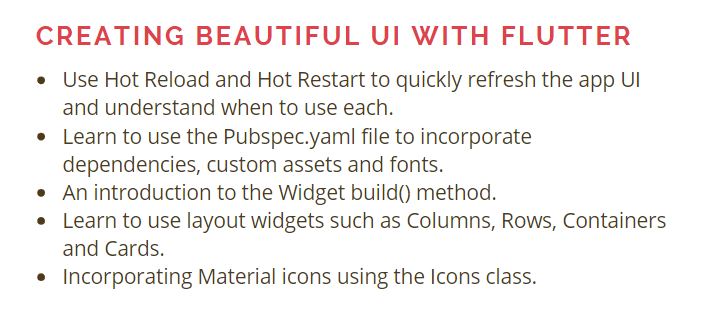 CREATING BEAUTIFUL UI WITH FLUTTER
• Use Hot Reload and Hot Restart to quickly refresh the app UI
and understand when to use each.
• Learn to use the Pubspec.yaml file to incorporate
dependencies, custom assets and fonts.
• An introduction to the Widget build() method.
• Learn to use layout widgets such as Columns, Rows, Containers
and Cards.
• Incorporating Material icons using the Icons class.